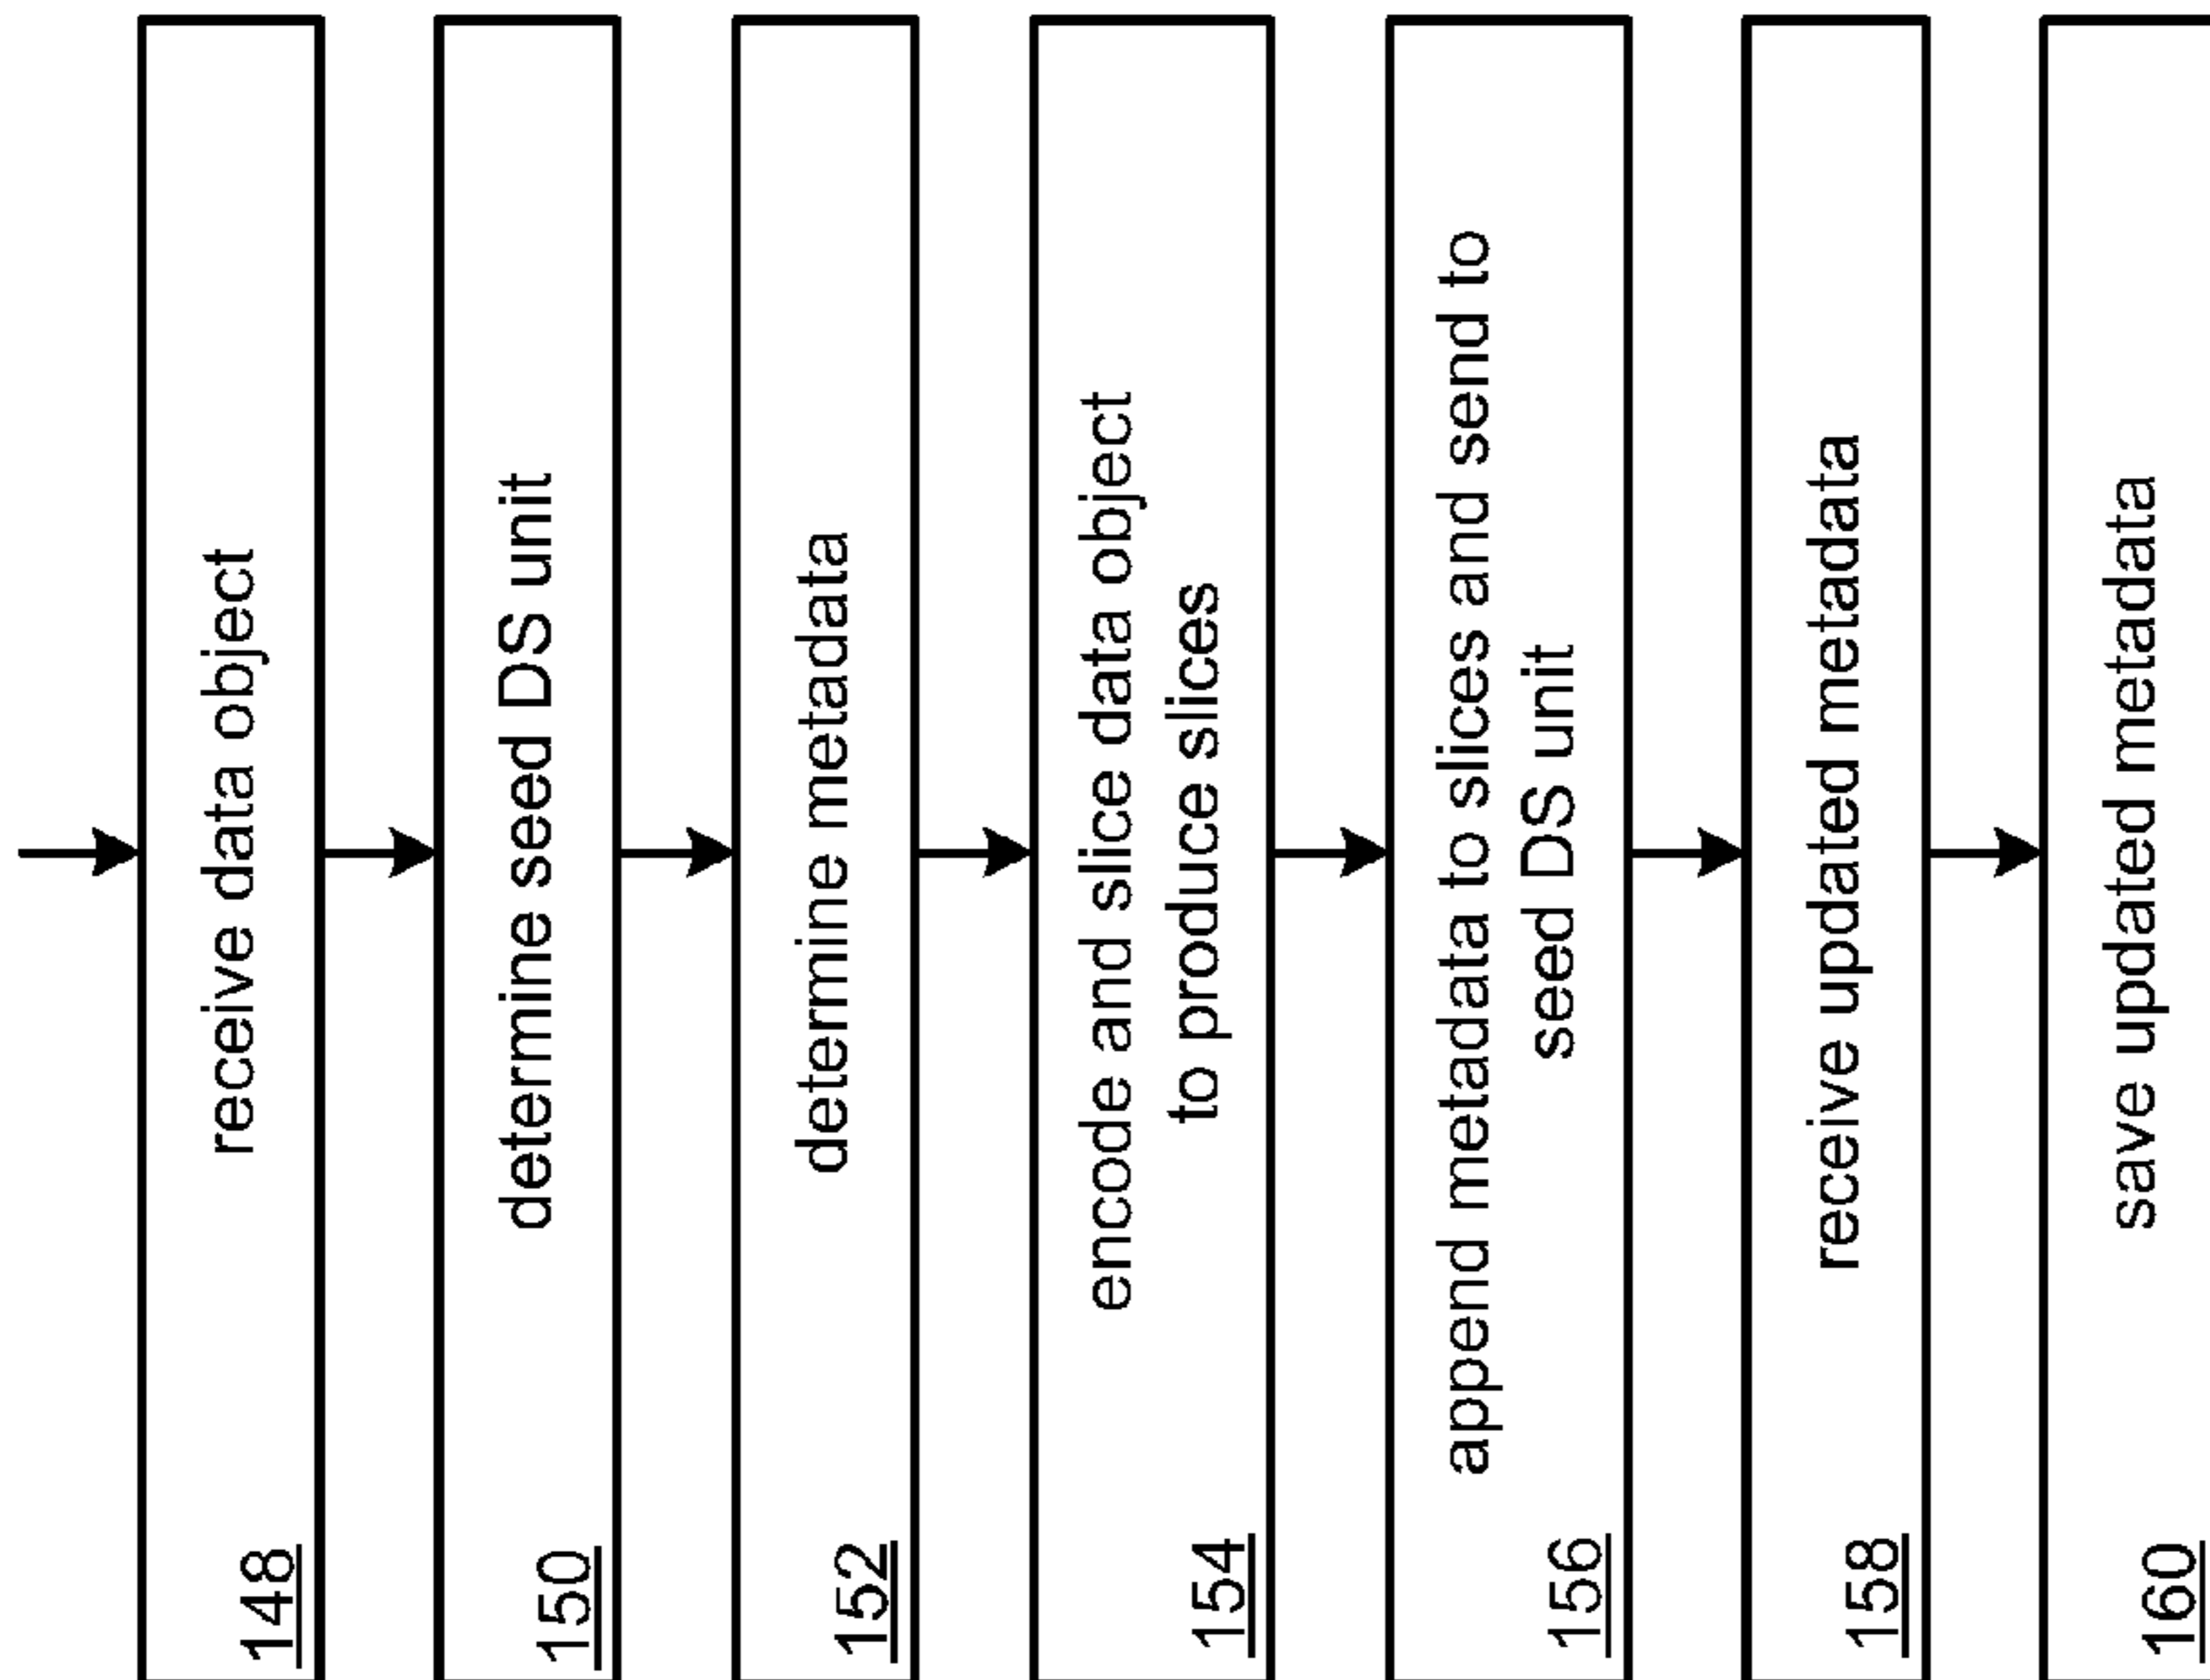 receive data object
148
determine seed DS unit
150
determine metadata
152
encode and slice data object
to produce slices
154
append metadata to slices and send to
seed DS unit
156
receive updated metadata
158
save updated metadata
160